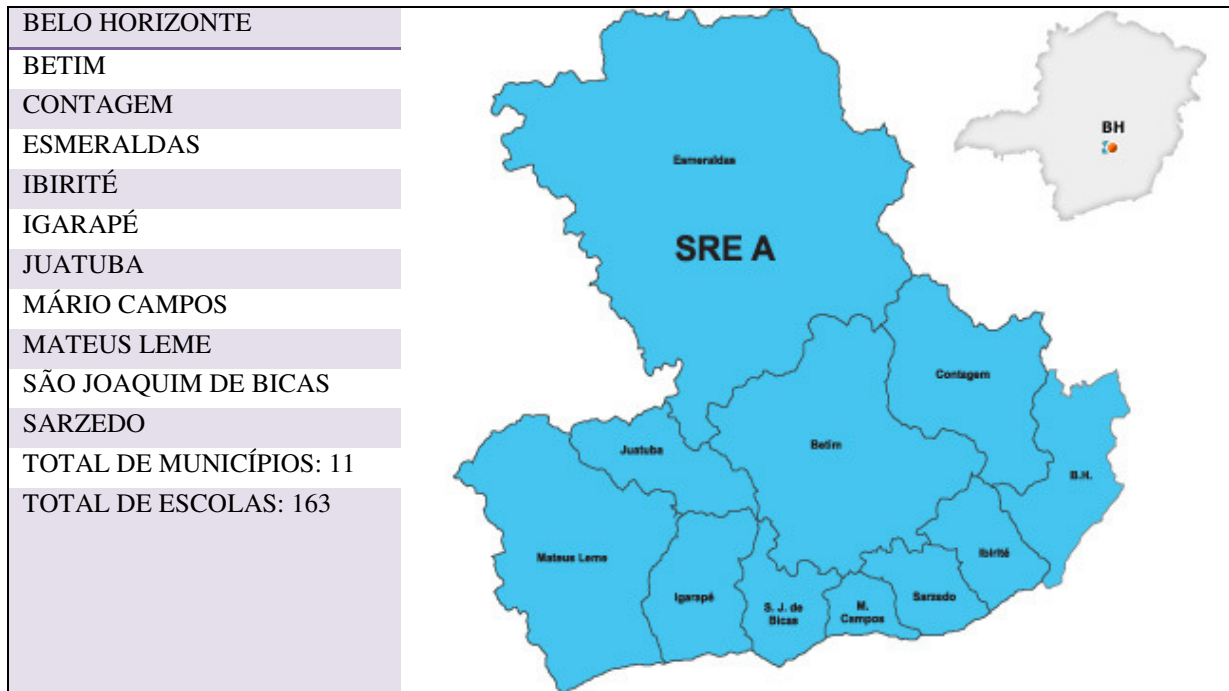 BELO HORIZONTE
BETIM
CONTAGEM
ESMERALDAS
IBIRITÉ
IGARAPÉ
JUATUBA
MÁRIO CAMPOS
MATEUS LEME
SÃO JOAQUIM DE BICAS
SARZEDO
TOTAL DE MUNICÍPIOS: 11
TOTAL DE ESCOLAS: 163
BH
Esmeraldas
SRE A
Contagem
Juatuba
Betim
B.H.
Mateus Leme
Ibirité
Igarapé
S. J. de
Bicas
M.
Campos
Sarzedo